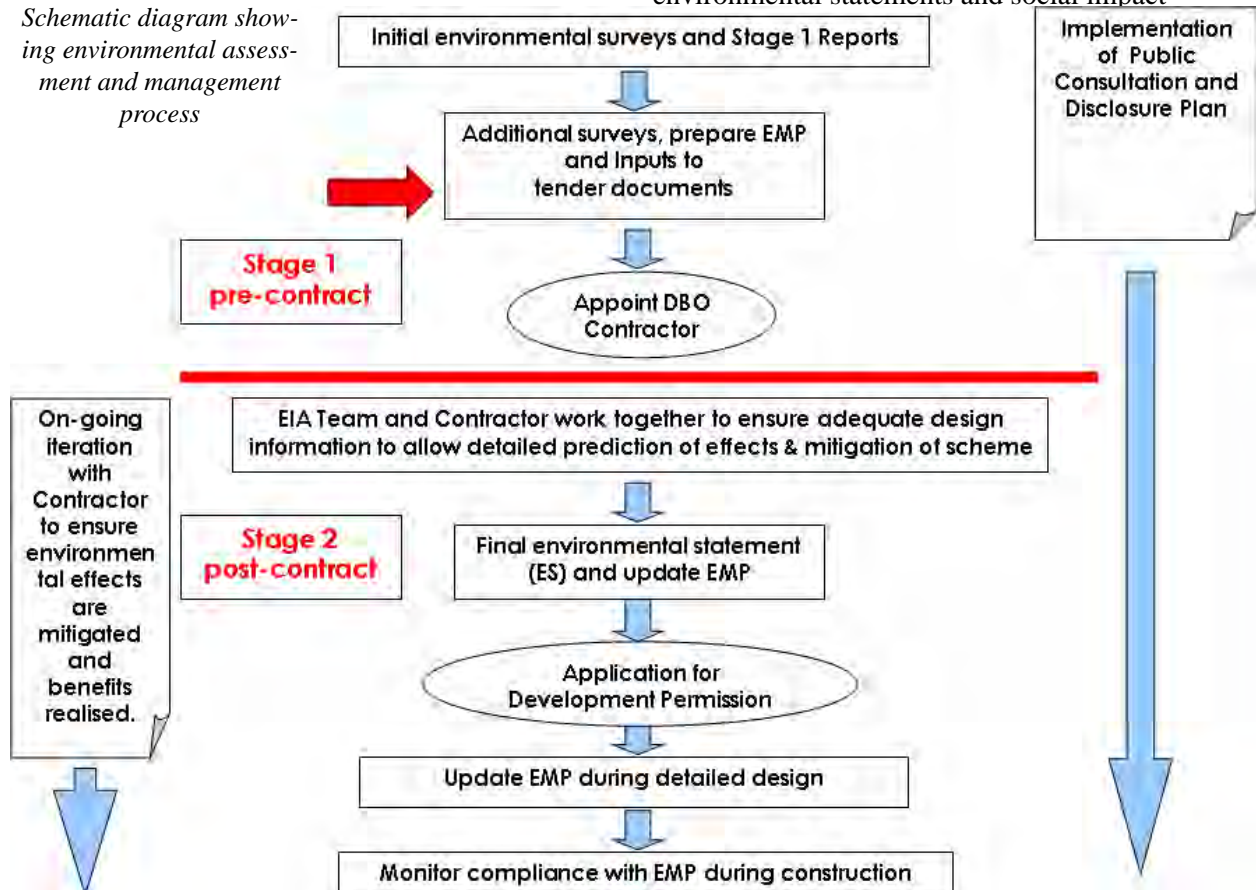 Schematic diagram show-
ing environmental assess-
ment and management
process
environmental statements and social impact
Initial environmental surveys and Stage 1 Reports
Implementation
of Public
Consultation and
Disclosure Plan
Additional surveys, prepare EMP
and Inputs to
tender documents
Stage 1
pre-contract
Appoint DBO
Contractor
On-going
iteration
with
Contractor
to ensure
environmen
tal effects
are
mitigated
and
benefits
realised.
EIA Team and Contractor work together to ensure adequate design
information to allow detailed prediction of effects & mitigation of scheme
Stage 2
post-contract
Final environmental statement
(ES) and update EMP
Application for
Development Permission
Update EMP during detailed design
Monitor compliance with EMP during construction